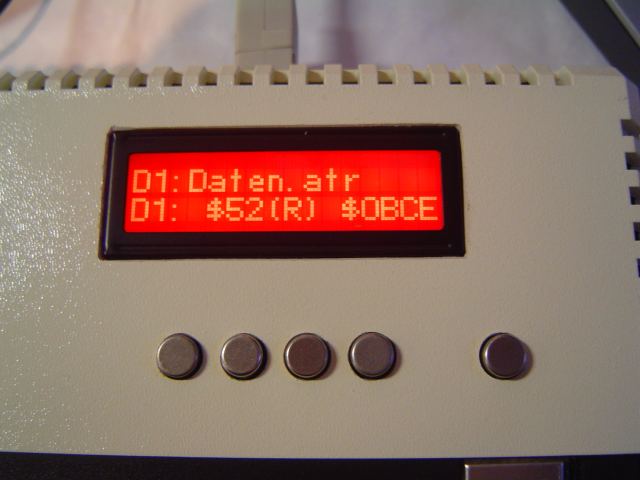 D1:Daten.atr
D1: $52(R) $0BCE